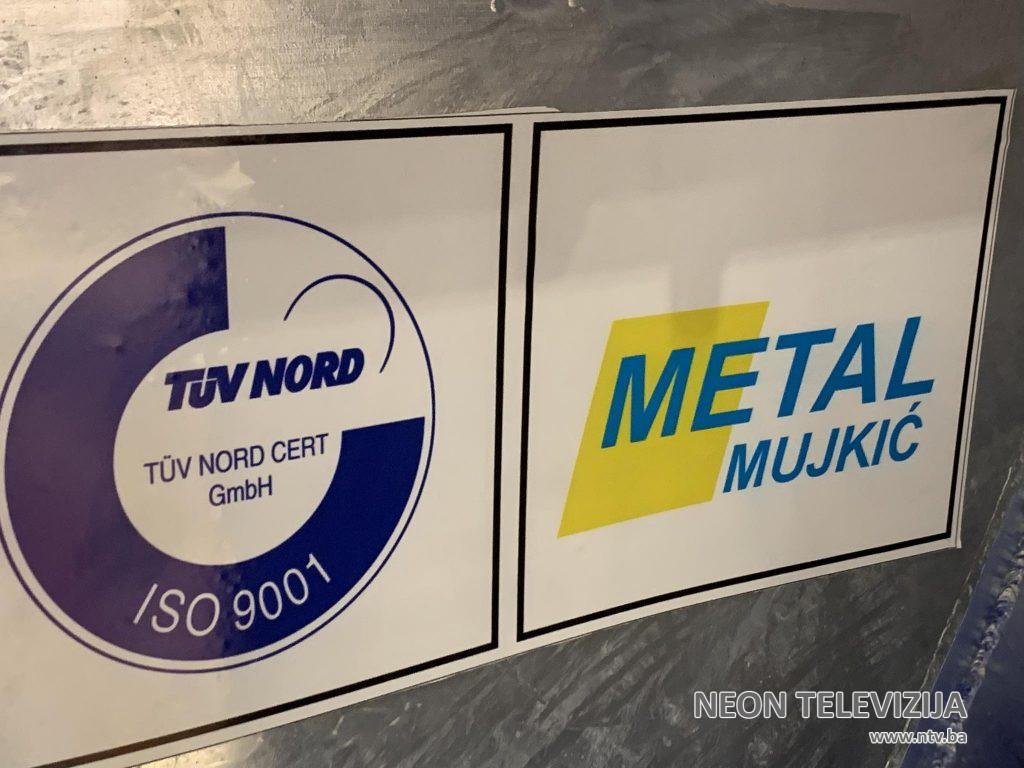 TÜV NORD
TÜV NORD CERT
GmbH
ISO 9001
METAL
MUJKIĆ
NEON TELEVIZIJA
www.ntv.ba